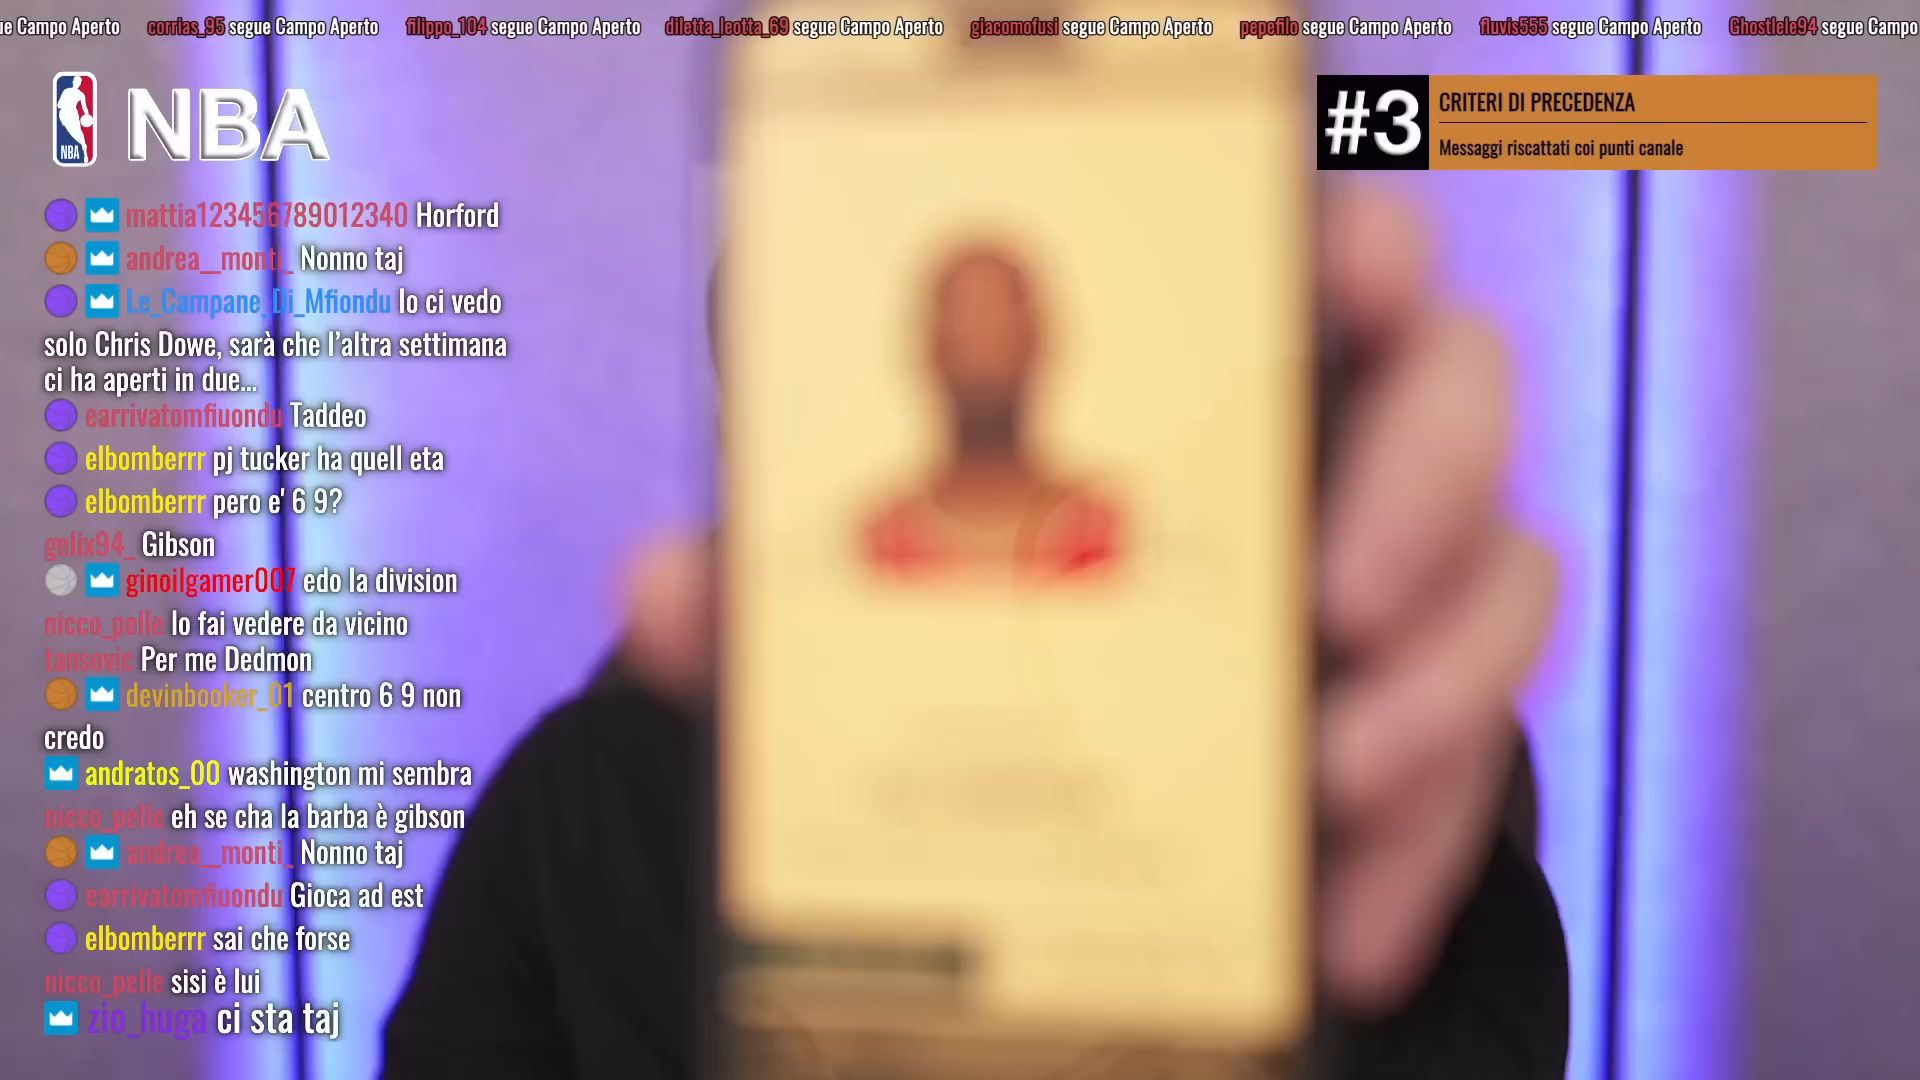 ue Campo Aperto corrias_95 segue Campo Aperto filippo_104 segue Campo Aperto diletta_leotta_69 segue Campo Aperto giacomofusi segue Campo Aperto pepefilo segue Campo Aperto fluvis555 segue Campo Aperto Ghostlele94 segue Campo
NBA
NBA
#3
CRITERI DI PRECEDENZA
Messaggi riscattati coi punti canale
mattia123456789012340 Horford
andrea__monti_ Nonno taj
Le_Campane_Di_Mfiondu Io ci vedo
solo Chris Dowe, sarà che l'altra settimana
ci ha aperti in due...
earrivatomfiuondu Taddeo
elbomberrr pj tucker ha quell eta
elbomberrr pero e' 6 9?
gelix94_ Gibson
ginoilgamer007 edo la division
nicco_pelle lo fai vedere da vicino
tansovic Per me Dedmon
devinbooker_01 centro 6 9 non
credo
andratos_00 washington mi sembra
nicco_pelle eh se cha la barba è gibson
andrea__monti_ Nonno taj
earrivatomfiuondu Gioca ad est
elbomberrr sai che forse
nicco_pelle sisi è lui
zio_huga ci sta taj